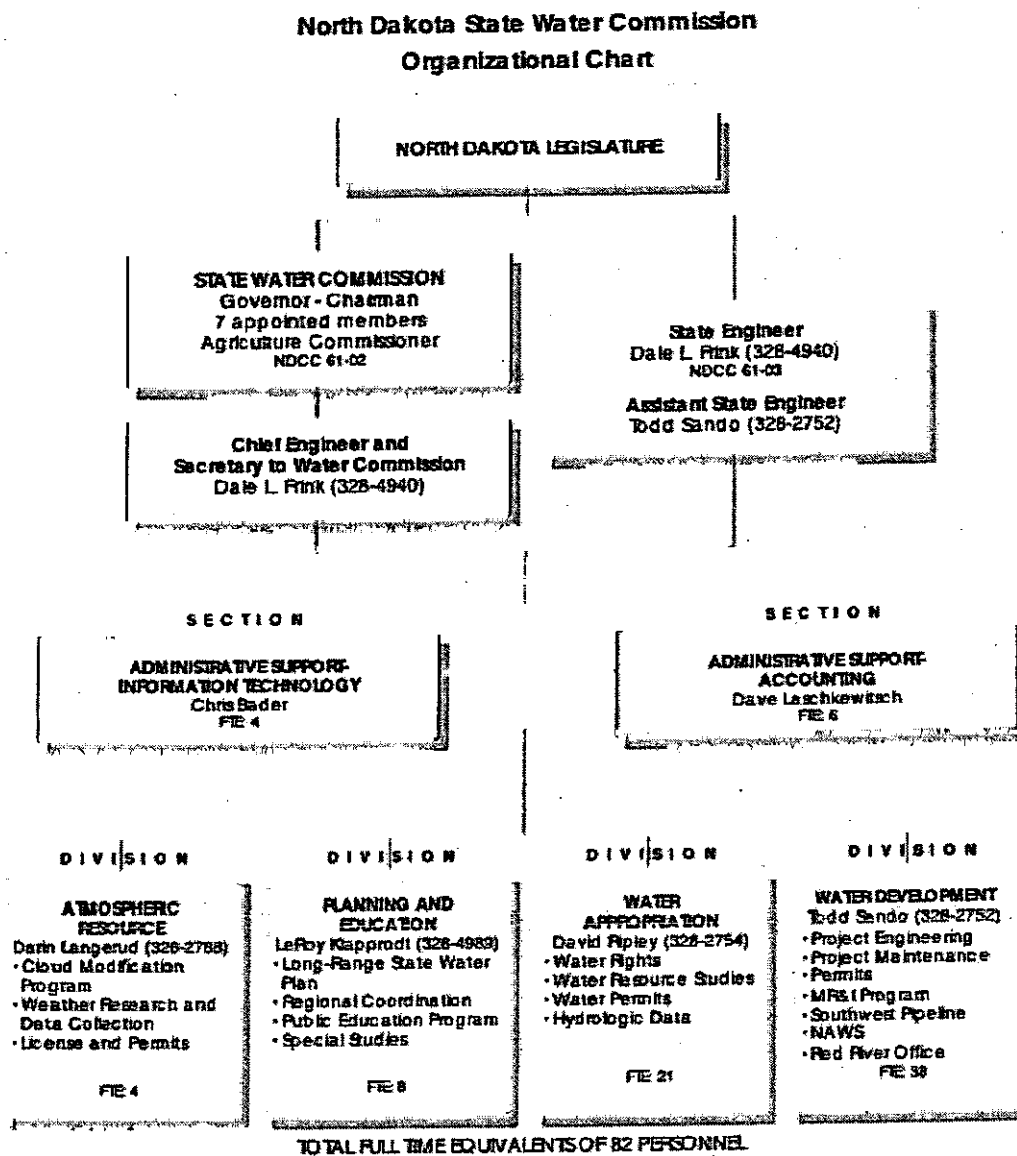 North Dakota State Water Commission
Organizational Chart
NORTH DAKOTA LEGISLATURE
STATE WATER COMMISSION
Governor - Chairman
7 appointed members
Agriculture Commissioner
NDCC 61-02
Chief Engineer and
Secretary to Water Commission
Dale L. Frink (328-4940)
State Engineer
Dale L. Frink (328-4940)
NDCC 61-03
Assistant State Engineer
Todd Sando (328-2752)
SECTION
ADMINISTRATIVE SUPPORT-
INFORMATION TECHNOLOGY
Chris Bader
FTE: 4
SECTION
ADMINISTRATIVE SUPPORT-
ACCOUNTING
Dave Laschkewitsch
FTE:
DIVISION
ATMOSPHERIC
RESOURCE
Darin Langerud (328-2788)
• Cloud Modification
Program
• Weather Research and
Data Collection
• License and Permits
FTE: 4
DIVISION
PLANNING AND
EDUCATION
LeRoy Klapprodt (328-4989)
• Long-Range State Water
Plan
• Regional Coordination
• Public Education Program
• Special Studies
FTE: 8
DIVISION
WATER
APPROPRIATION
David Ripley (328-2754)
• Water Rights
• Water Resource Studies
• Water Permits
• Hydrologic Data
FTE: 21
DIVISION
WATER DEVELOPMENT
Todd Sando (328-2752)
• Project Engineering
• Project Maintenance
• Permits
• MR&I Program
• Southwest Pipeline
• NAWS
• Red River Office
FTE:
TOTAL FULL TIME EQUIVALENTS OF 82 PERSONNEL